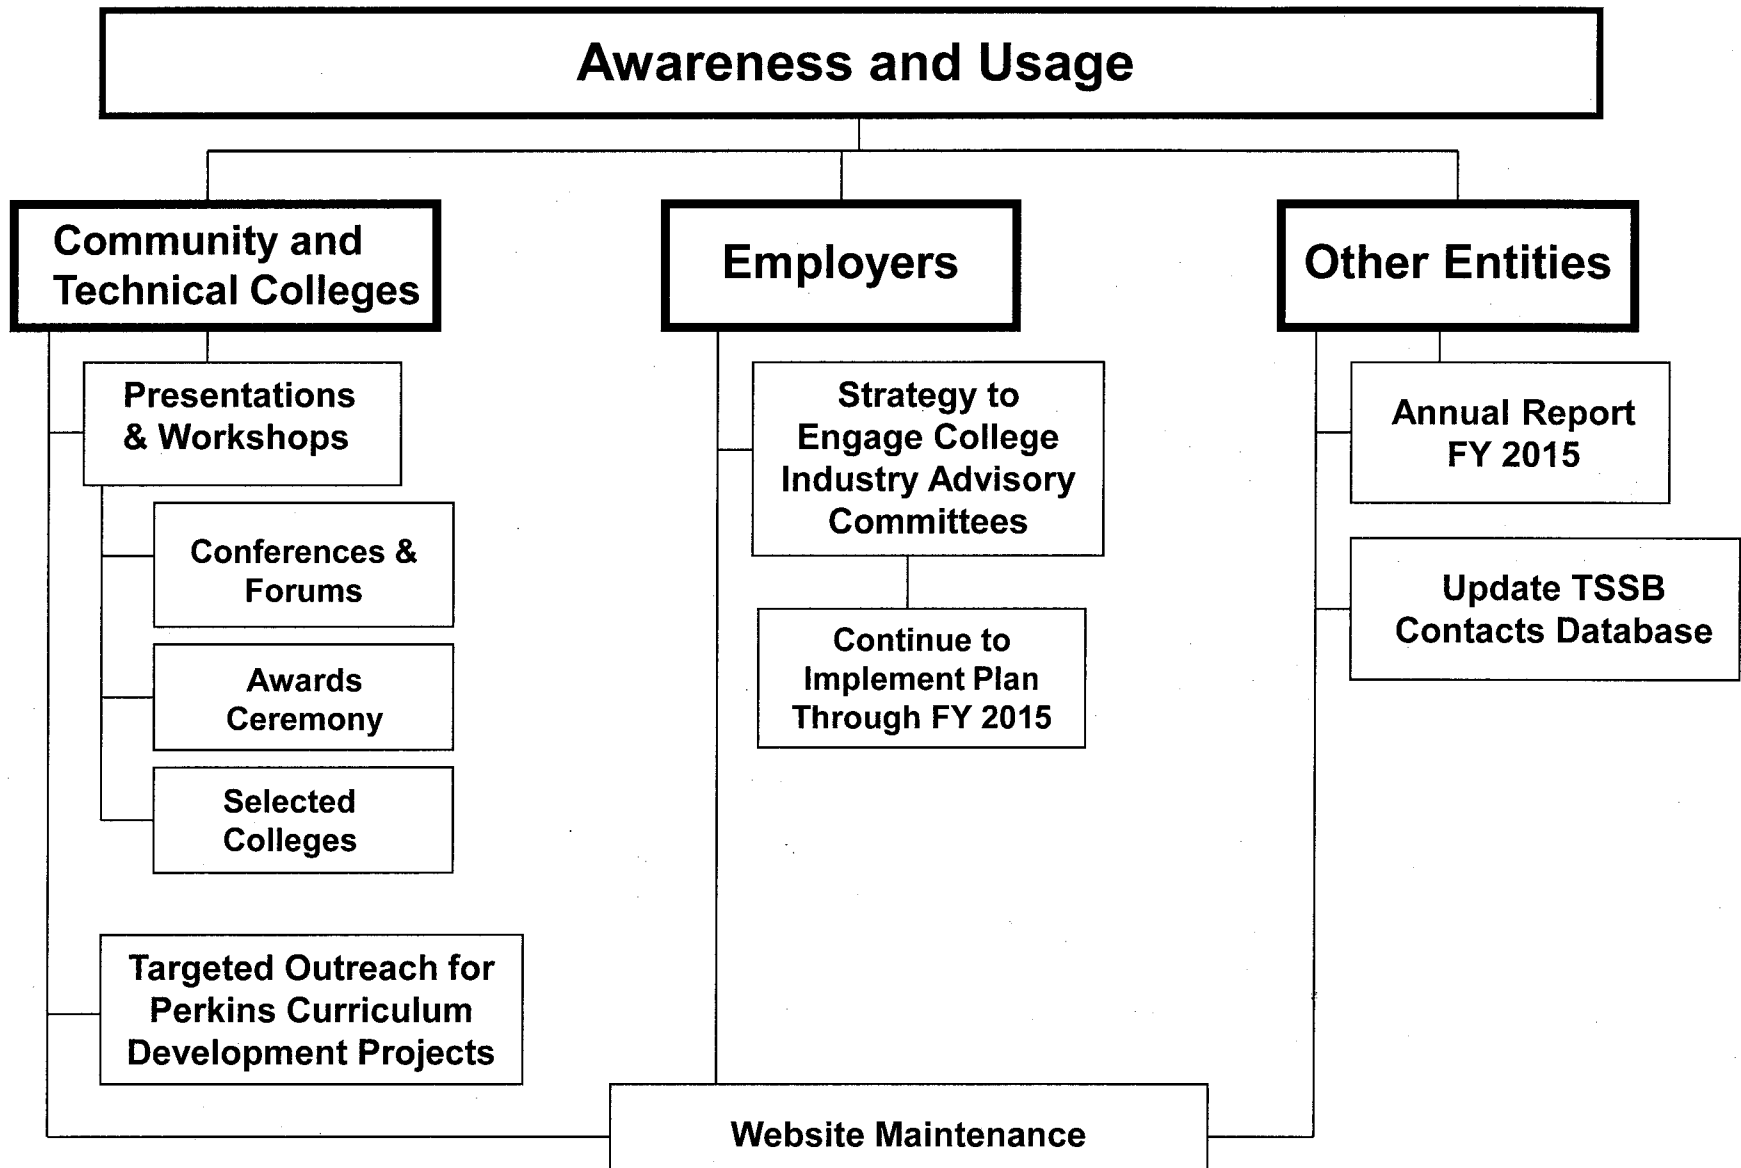 Awareness and Usage
Community and
Technical Colleges
Presentations
& Workshops
Conferences &
Forums
Awards
Ceremony
Selected
Colleges
Targeted Outreach for
Perkins Curriculum
Development Projects
Employers
Strategy to
Engage College
Industry Advisory
Committees
Continue to
Implement Plan
Through FY 2015
Other Entities
Annual Report
FY 2015
Update TSSB
Contacts Database
Website Maintenance